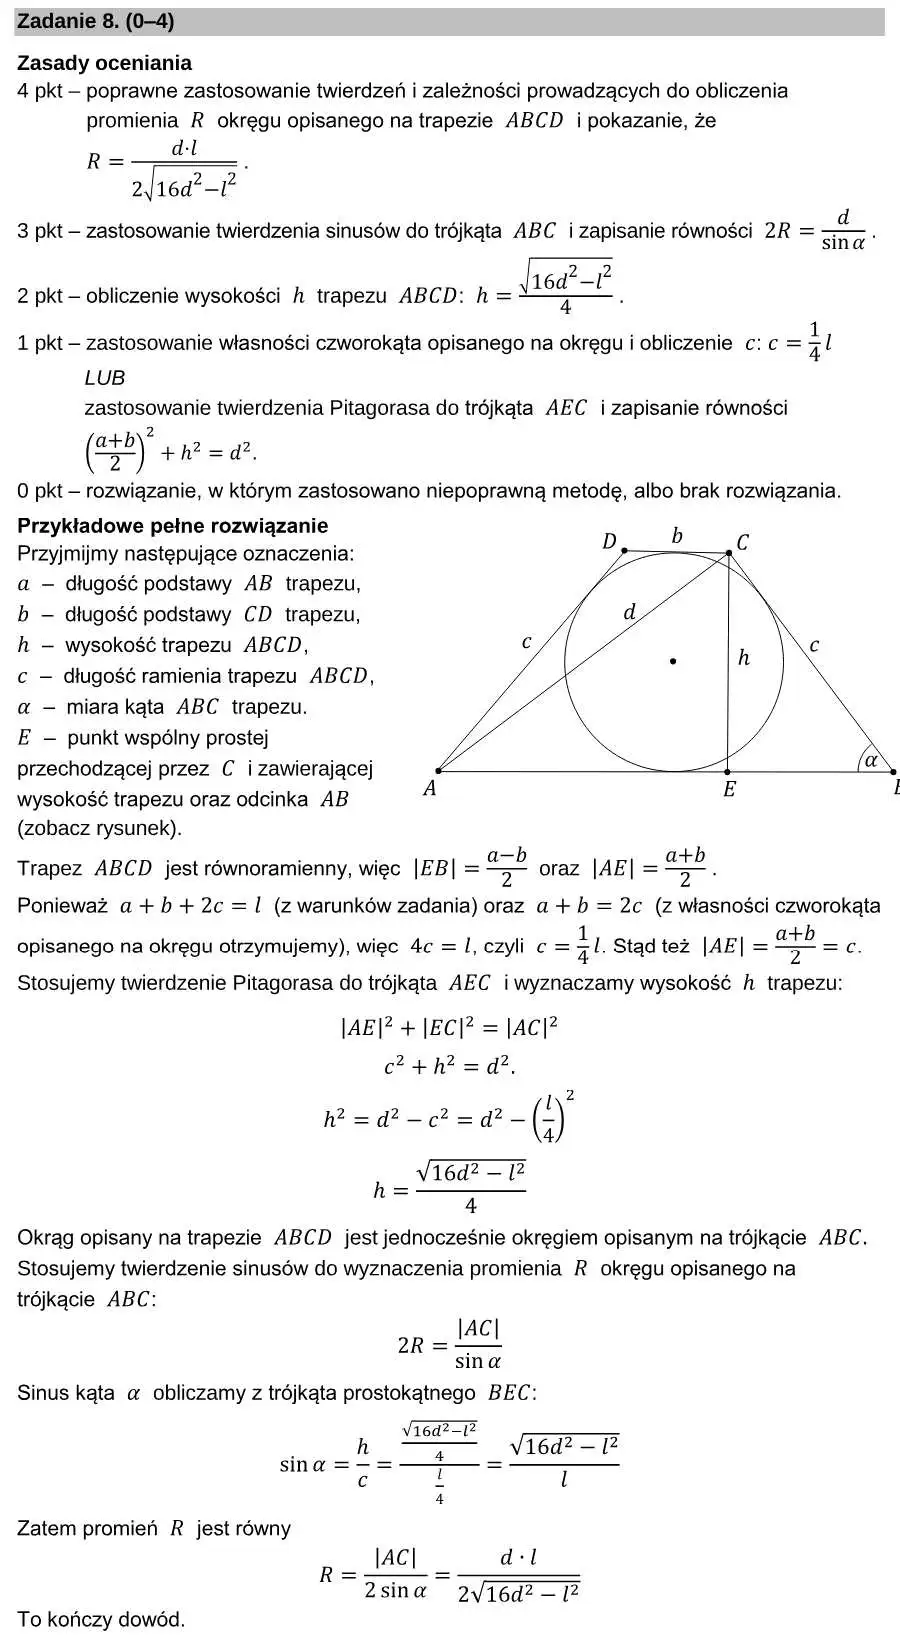 Zadanie 8. (0–4)
Zasady oceniania
4 pkt – poprawne zastosowanie twierdzeń i zależności prowadzących do obliczenia
promienia R okręgu opisanego na trapezie ABCD i pokazanie, że
R = d·l / 2√(16d²−l²) .
3 pkt – zastosowanie twierdzenia sinusów do trójkąta ABC i zapisanie równości 2R = d / sin α .
2 pkt – obliczenie wysokości h trapezu ABCD: h = √(16d²−l²) / 4 .
1 pkt – zastosowanie własności czworokąta opisanego na okręgu i obliczenie c: c = 1/4 l
LUB
zastosowanie twierdzenia Pitagorasa do trójkąta AEC i zapisanie równości
((a+b)/2)² + h² = d².
0 pkt – rozwiązanie, w którym zastosowano niepoprawną metodę, albo brak rozwiązania.
Przykładowe pełne rozwiązanie
Przyjmijmy następujące oznaczenia:
a – długość podstawy AB trapezu,
b – długość podstawy CD trapezu,
h – wysokość trapezu ABCD,
c – długość ramienia trapezu ABCD,
α – miara kąta ABC trapezu.
E – punkt wspólny prostej
przechodzącej przez C i zawierającej
wysokość trapezu oraz odcinka AB
(zobacz rysunek).
D b C
d
c h c
α
A E B
Trapez ABCD jest równoramienny, więc |EB| = (a−b)/2 oraz |AE| = (a+b)/2 .
Ponieważ a + b + 2c = l (z warunków zadania) oraz a + b = 2c (z własności czworokąta
opisanego na okręgu otrzymujemy), więc 4c = l, czyli c = 1/4 l. Stąd też |AE| = (a+b)/2 = c.
Stosujemy twierdzenie Pitagorasa do trójkąta AEC i wyznaczamy wysokość h trapezu:
|AE|² + |EC|² = |AC|²
c² + h² = d².
h² = d² − c² = d² − (l/4)²
h = √(16d² − l²) / 4
Okrąg opisany na trapezie ABCD jest jednocześnie okręgiem opisanym na trójkącie ABC.
Stosujemy twierdzenie sinusów do wyznaczenia promienia R okręgu opisanego na
trójkącie ABC:
2R = |AC| / sin α
Sinus kąta α obliczamy z trójkąta prostokątnego BEC:
sin α = h/c = (√(16d²−l²)/4) / (l/4) = √(16d² − l²) / l
Zatem promień R jest równy
R = |AC| / 2 sin α = d · l / 2√(16d² − l²)
To kończy dowód.